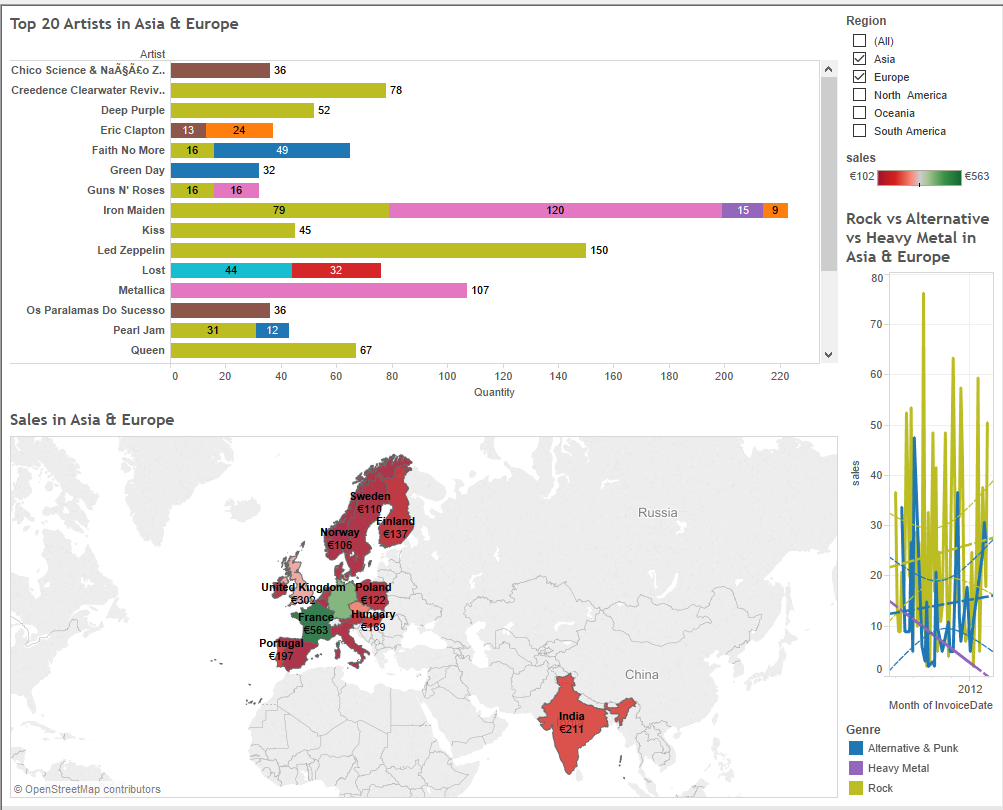 Top 20 Artists in Asia & Europe
Artist
Chico Science & NaÃ§Ã£o Z.. 36
Creedence Clearwater Reviv.. 78
Deep Purple 52
Eric Clapton 13 24
Faith No More 16 49
Green Day 32
Guns N' Roses 16 16
Iron Maiden 79 120 15 9
Kiss 45
Led Zeppelin 150
Lost 44 32
Metallica 107
Os Paralamas Do Sucesso 36
Pearl Jam 31 12
Queen 67
0 20 40 60 80 100 120 140 160 180 200 220
Quantity
Region
(All)
Asia
Europe
North America
Oceania
South America
sales
€102 €563
Rock vs Alternative
vs Heavy Metal in
Asia & Europe
80
70
60
50
40
30
20
10
0
sales
2012
Month of InvoiceDate
Genre
Alternative & Punk
Heavy Metal
Rock
Sales in Asia & Europe
Sweden
€110
Finland
€137
Norway
€106
United Kingdom
€302
Poland
€122
France
€563
Hungary
€169
Portugal
€197
India
€211
Russia
China
© OpenStreetMap contributors